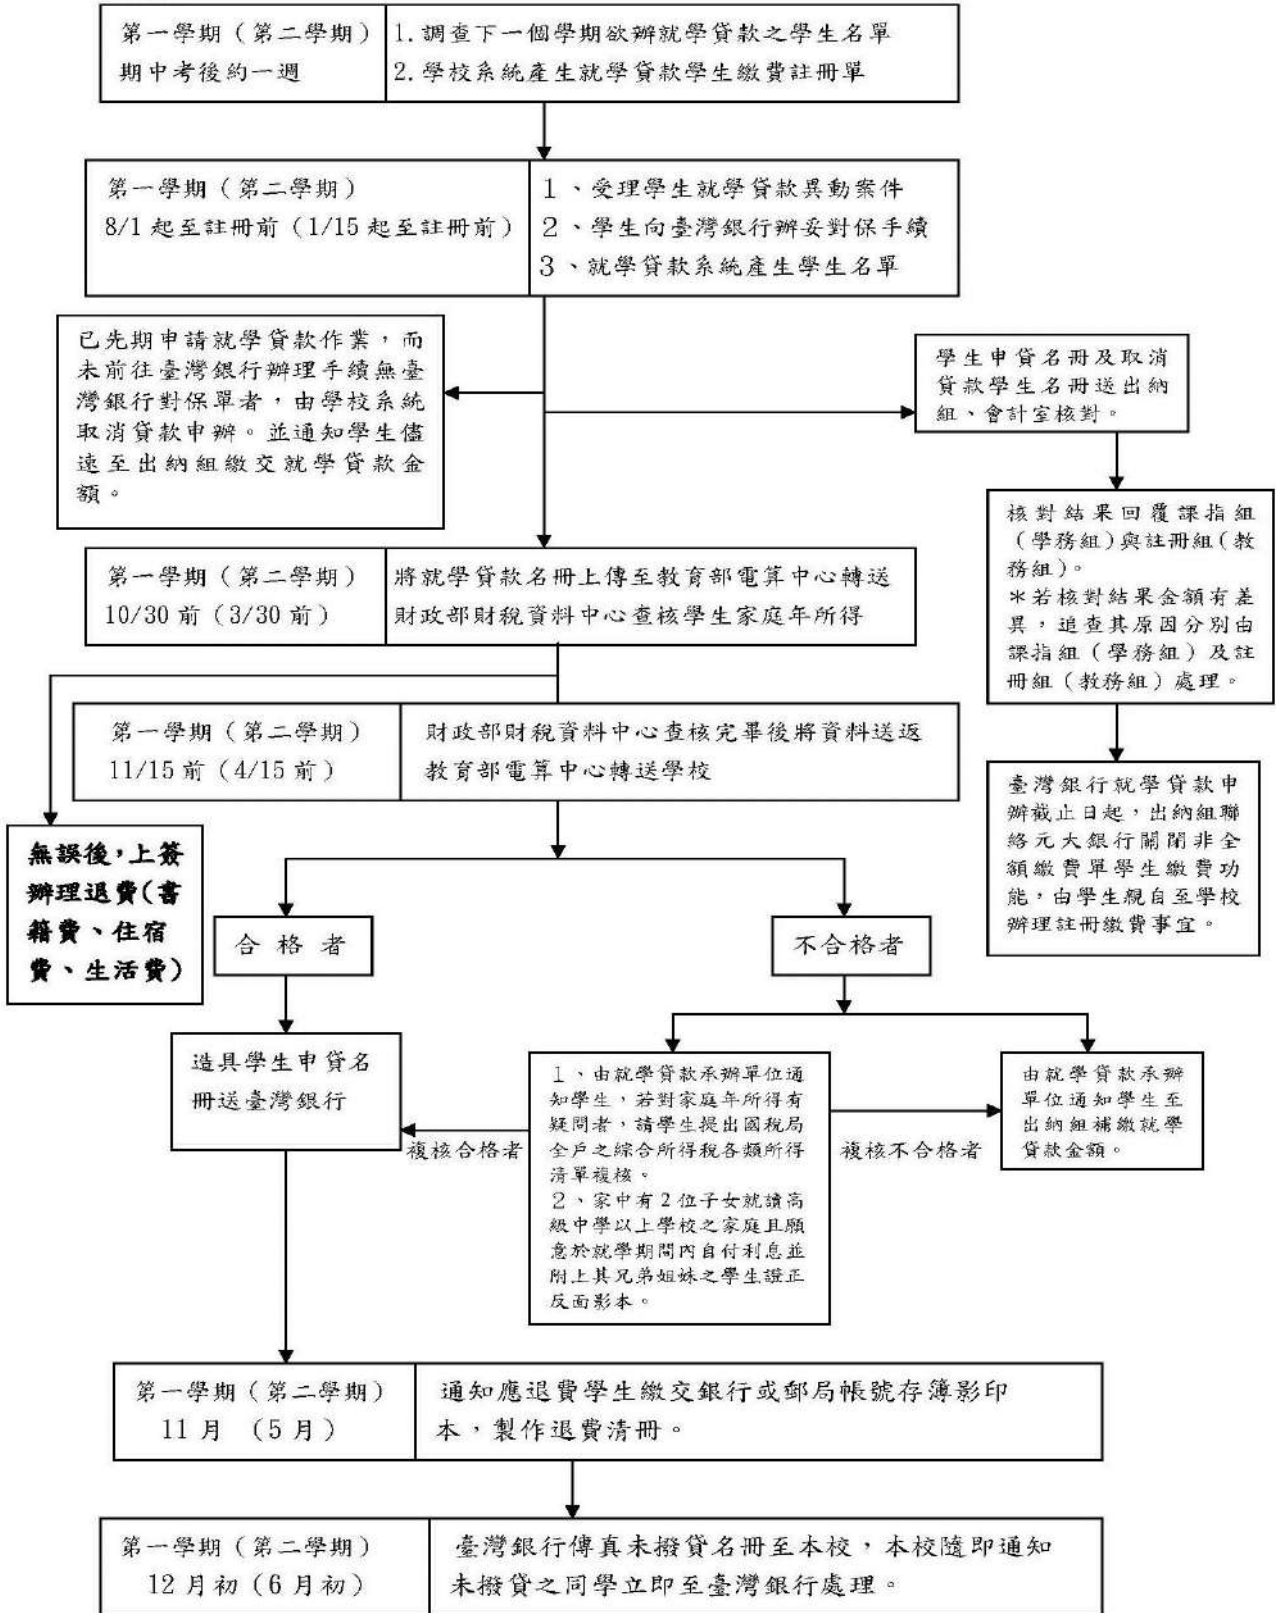 第一學期（第二學期）
期中考後約一週
1.調查下一個學期欲辦就學貸款之學生名單
2.學校系統產生就學貸款學生繳費註冊單
第一學期（第二學期）
8/1起至註冊前（1/15起至註冊前）
1、受理學生就學貸款異動案件
2、學生向臺灣銀行辦妥對保手續
3、就學貸款系統產生學生名單
已先期申請就學貸款作業，而
未前往臺灣銀行辦理手續無臺
灣銀行對保單者，由學校系統
取消貸款申辦。並通知學生儘
速至出納組繳交就學貸款金
額。
學生申貸名冊及取消
貸款學生名冊送出納
組、會計室核對。
核對結果回覆課指組
（學務組）與註冊組（教
務組）。
＊若核對結果金額有差
異，追查其原因分別由
課指組（學務組）及註
冊組（教務組）處理。
第一學期（第二學期）
10/30前（3/30前）
將就學貸款名冊上傳至教育部電算中心轉送
財政部財稅資料中心查核學生家庭年所得
第一學期（第二學期）
11/15前（4/15前）
財政部財稅資料中心查核完畢後將資料送返
教育部電算中心轉送學校
臺灣銀行就學貸款申
辦截止日起，出納組聯
絡元大銀行關閉非全
額繳費單學生繳費功
能，由學生親自至學校
辦理註冊繳費事宜。
無誤後，上簽
辦理退費（書
籍費、住宿
費、生活費）
合格者
不合格者
造具學生申貸名
冊送臺灣銀行
複核合格者
1、由就學貸款承辦單位通
知學生，若對家庭年所得有
疑問者，請學生提出國稅局
全戶之綜合所得稅各類所得
清單複核。
2、家中有2位子女就讀高
級中學以上學校之家庭且願
意於就學期間內自付利息並
附上其兄弟姐妹之學生證正
反面影本。
複核不合格者
由就學貸款承辦
單位通知學生至
出納組補繳就學
貸款金額。
第一學期（第二學期）
11月（5月）
通知應退費學生繳交銀行或郵局帳號存簿影印
本，製作退費清冊。
第一學期（第二學期）
12月初（6月初）
臺灣銀行傳真未撥貸名冊至本校，本校隨即通知
未撥貸之同學立即至臺灣銀行處理。